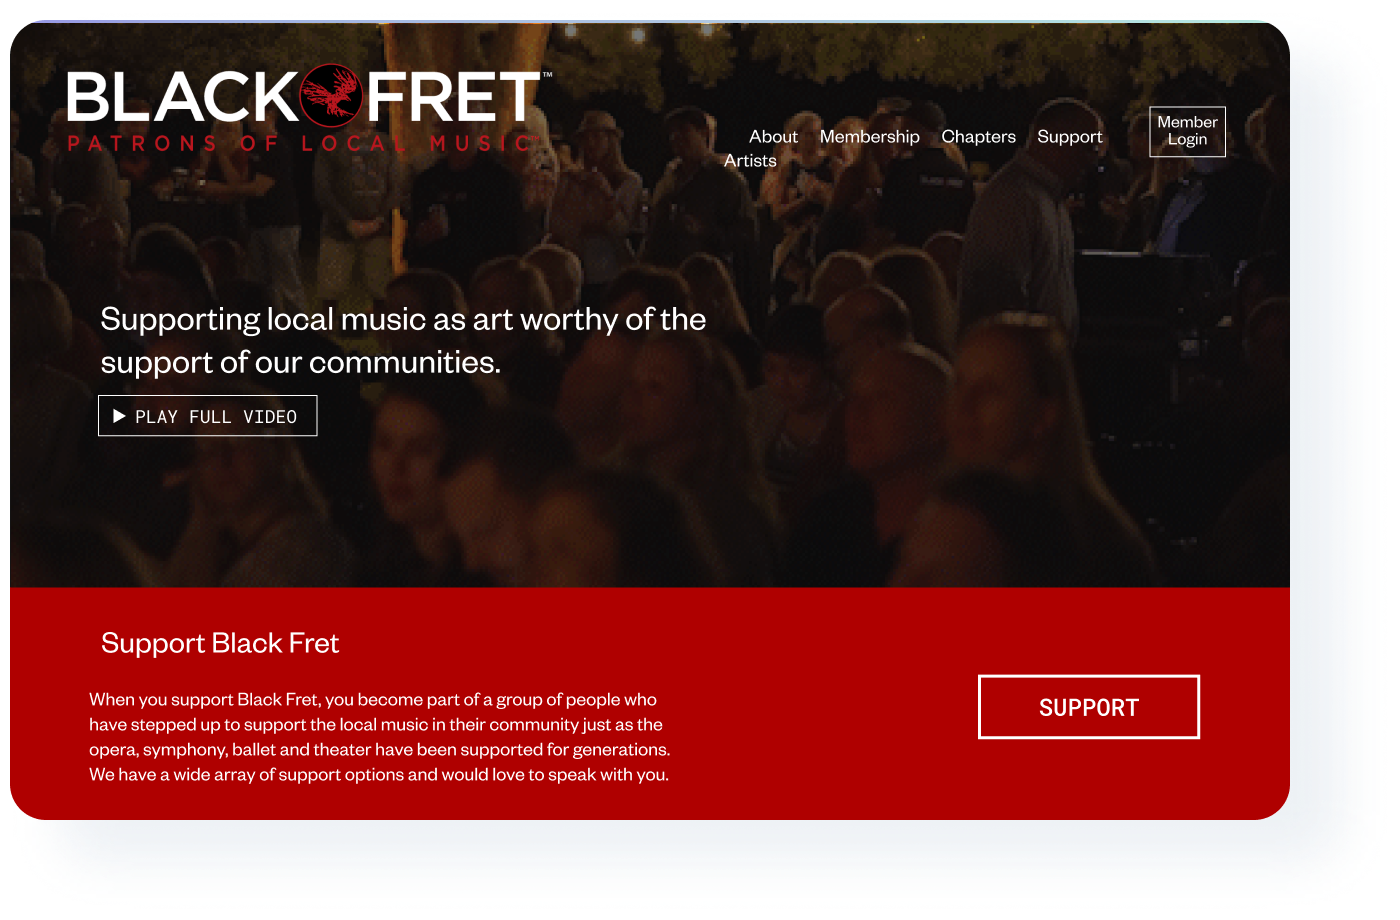 BLACK FRET™
PATRONS OF LOCAL MUSIC
About Membership Chapters Support
Artists
Member
Login
Supporting local music as art worthy of the
support of our communities.
PLAY FULL VIDEO
Support Black Fret
When you support Black Fret, you become part of a group of people who
have stepped up to support the local music in their community just as the
opera, symphony, ballet and theater have been supported for generations.
We have a wide array of support options and would love to speak with you.
SUPPORT